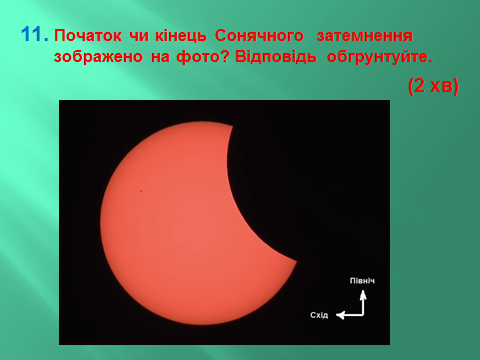 11. Початок чи кінець Сонячного затемнення
зображено на фото? Відповідь обгрунтуйте.
(2 хв)
Північ
Схід